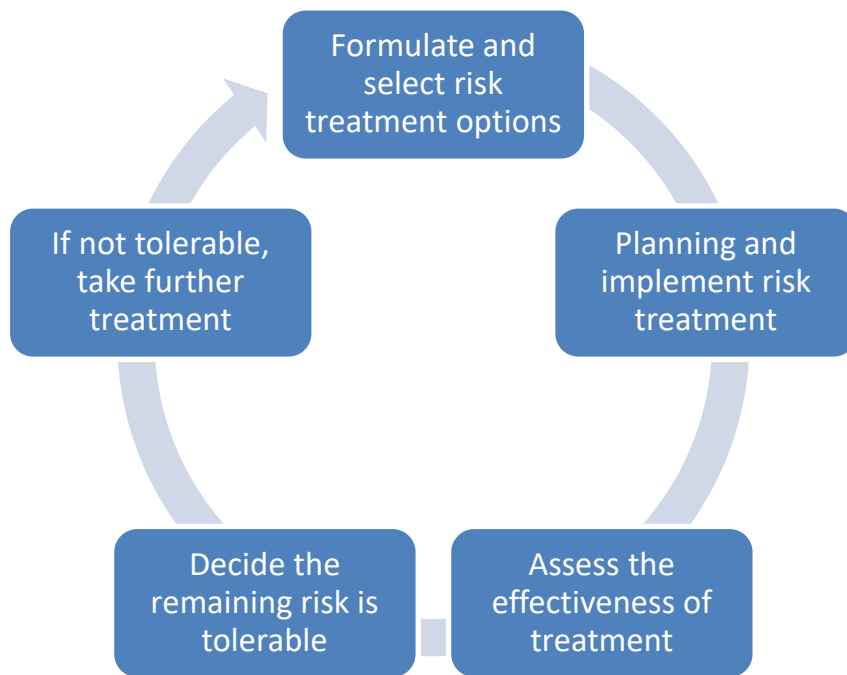 Formulate and
select risk
treatment options
Planning and
implement risk
treatment
Assess the
effectiveness of
treatment
Decide the
remaining risk is
tolerable
If not tolerable,
take further
treatment